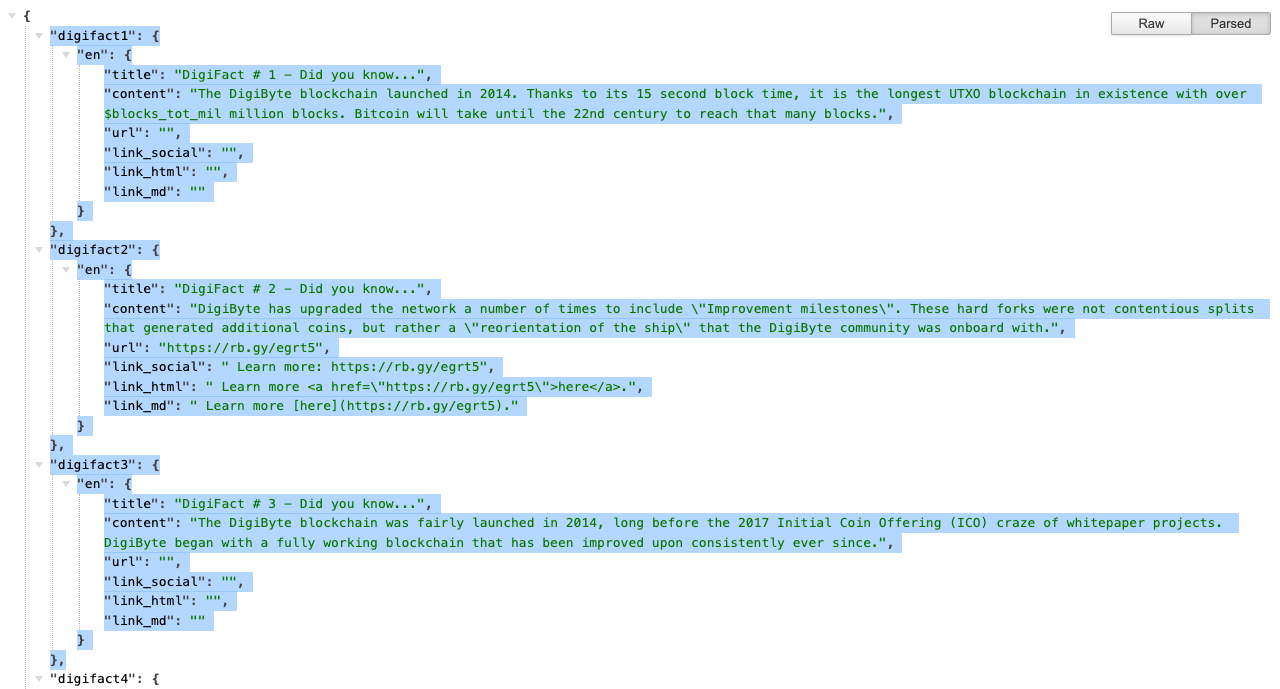 {
Raw Parsed
"digifact1": {
"en": {
"title": "DigiFact # 1 - Did you know...",
"content": "The DigiByte blockchain launched in 2014. Thanks to its 15 second block time, it is the longest UTXO blockchain in existence with over
$blocks_tot_mil million blocks. Bitcoin will take until the 22nd century to reach that many blocks.",
"url": "",
"link_social": "",
"link_html": "",
"link_md": ""
}
},
"digifact2": {
"en": {
"title": "DigiFact # 2 - Did you know...",
"content": "DigiByte has upgraded the network a number of times to include \"Improvement milestones\". These hard forks were not contentious splits
that generated additional coins, but rather a \"reorientation of the ship\" that the DigiByte community was onboard with.",
"url": "https://rb.gy/egrt5",
"link_social": " Learn more: https://rb.gy/egrt5",
"link_html": " Learn more <a href=\"https://rb.gy/egrt5\">here</a>.",
"link_md": " Learn more [here](https://rb.gy/egrt5)."
}
},
"digifact3": {
"en": {
"title": "DigiFact # 3 - Did you know...",
"content": "The DigiByte blockchain was fairly launched in 2014, long before the 2017 Initial Coin Offering (ICO) craze of whitepaper projects.
DigiByte began with a fully working blockchain that has been improved upon consistently ever since.",
"url": "",
"link_social": "",
"link_html": "",
"link_md": ""
}
},
"digifact4": {